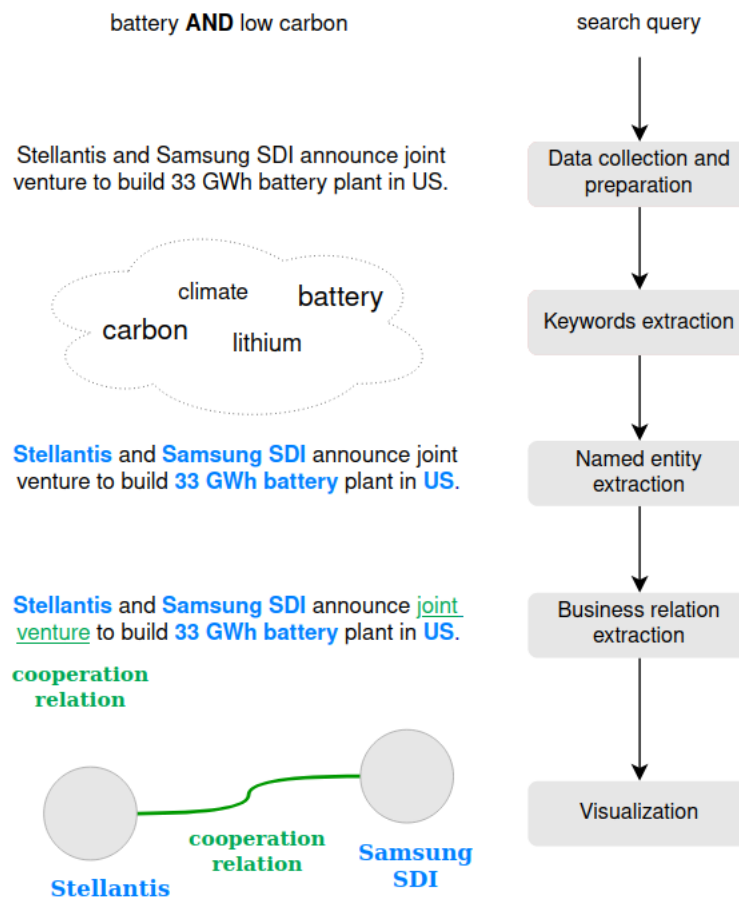 battery AND low carbon
search query
Stellantis and Samsung SDI announce joint
venture to build 33 GWh battery plant in US.
Data collection and
preparation
climate
battery
carbon
lithium
Keywords extraction
Stellantis and Samsung SDI announce joint
venture to build 33 GWh battery plant in US.
Named entity
extraction
Stellantis and Samsung SDI announce joint
venture to build 33 GWh battery plant in US.
Business relation
extraction
cooperation
relation
cooperation
relation
Stellantis
Samsung
SDI
Visualization